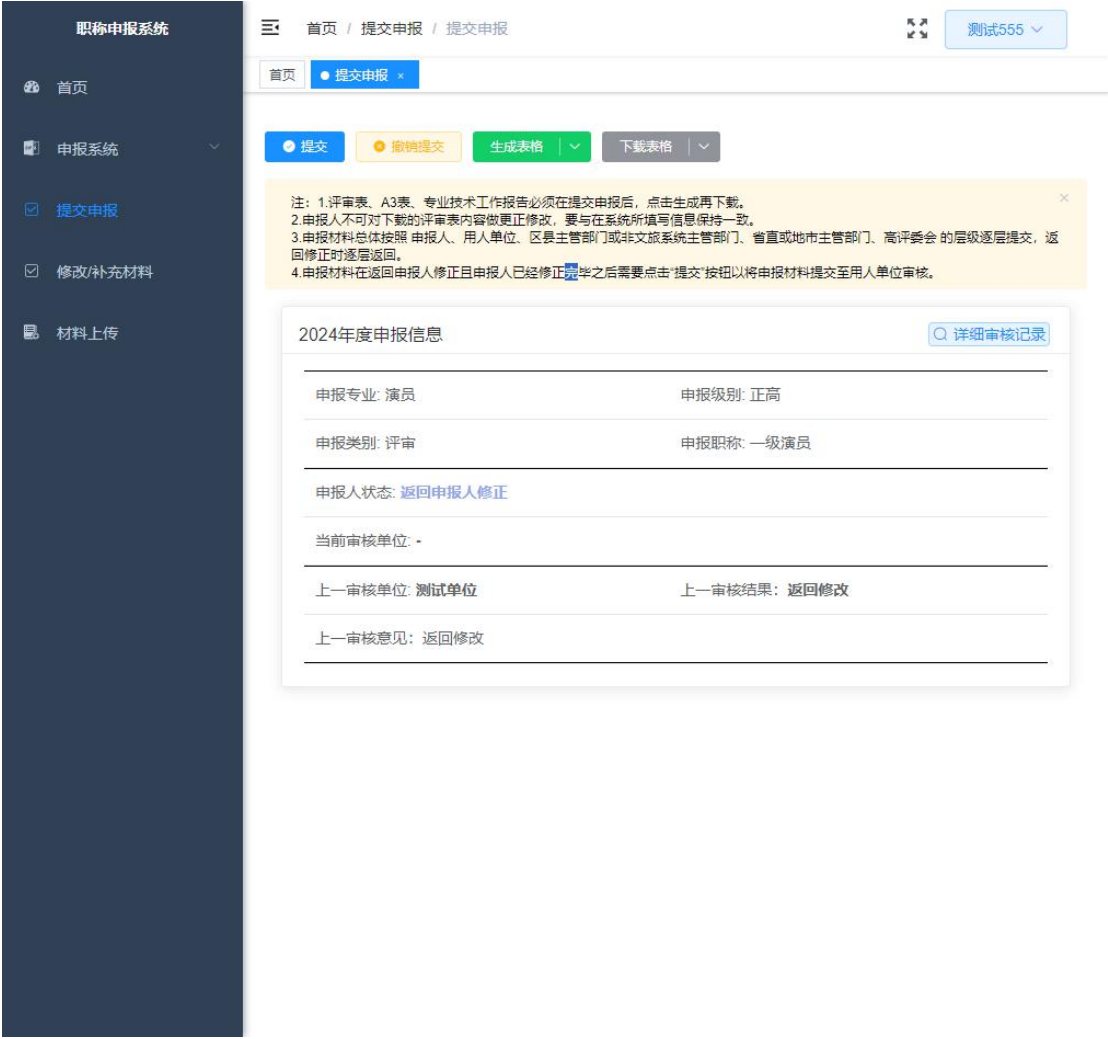 职称申报系统
首页
申报系统
提交申报
修改/补充材料
材料上传
首页 / 提交申报 / 提交申报
测试555
首页
提交申报 ×
提交
撤销提交
生成表格
下载表格
注：1.评审表、A3表、专业技术工作报告必须在提交申报后，点击生成再下载。
2.申报人不可对下载的评审表内容做更正修改，要与在系统所填写信息保持一致。
3.申报材料总体按照 申报人、用人单位、区县主管部门或非文旅系统主管部门、省直或地市主管部门、高评委会 的层级逐层提交，返
回修正时逐层返回。
4.申报材料在返回申报人修正且申报人已经修正完毕之后需要点击“提交”按钮以将申报材料提交至用人单位审核。
2024年度申报信息
详细审核记录
申报专业: 演员
申报级别: 正高
申报类别: 评审
申报职称: 一级演员
申报人状态: 返回申报人修正
当前审核单位: -
上一审核单位: 测试单位
上一审核结果：返回修改
上一审核意见：返回修改